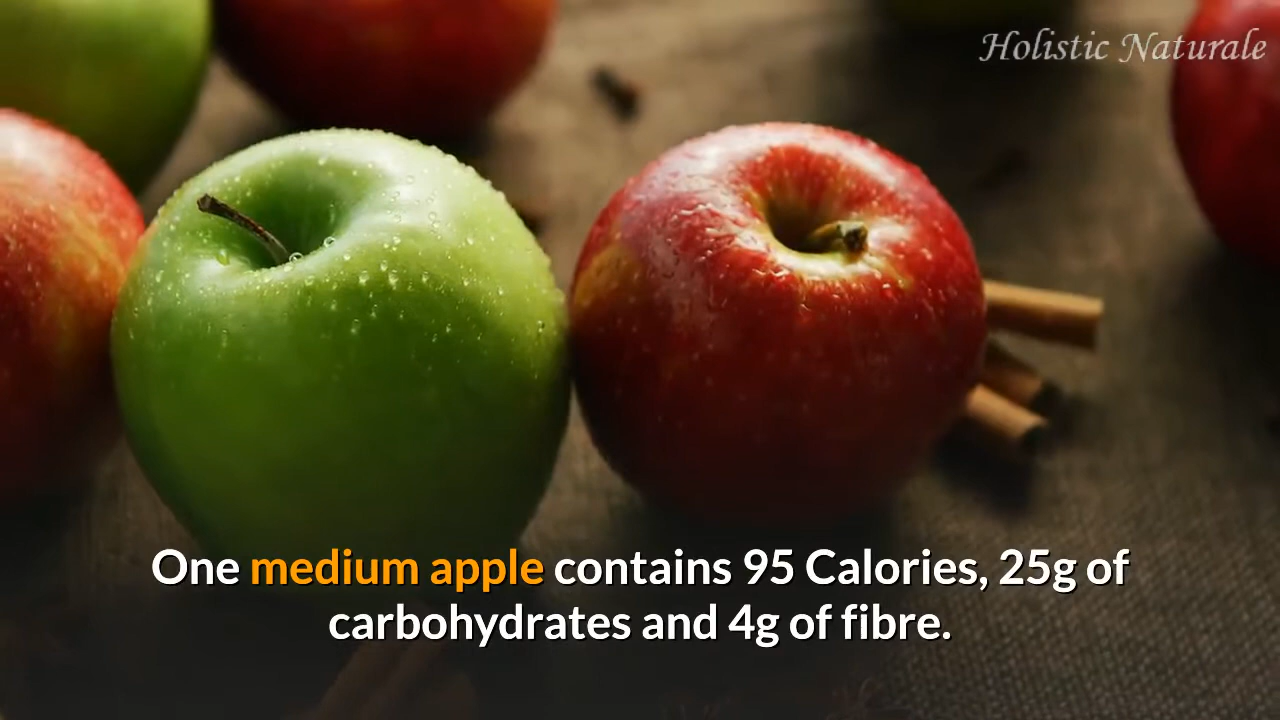 Holistic Naturale
One medium apple contains 95 Calories, 25g of
carbohydrates and 4g of fibre.